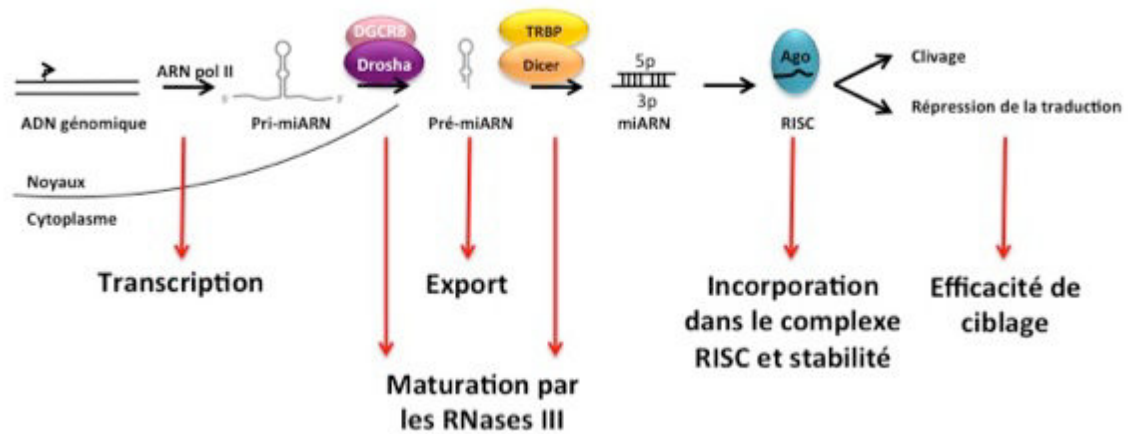 DGCR8
TRBP
ARN pol II
Drosha
Dicer
5p
Ago
Clivage
3p
ADN génomique
Pri-miARN
Pré-miARN
miARN
RISC
Répression de la traduction
Noyaux
Cytoplasme
Transcription
Export
Incorporation
dans le complexe
RISC et stabilité
Efficacité de
ciblage
Maturation par
les RNases III